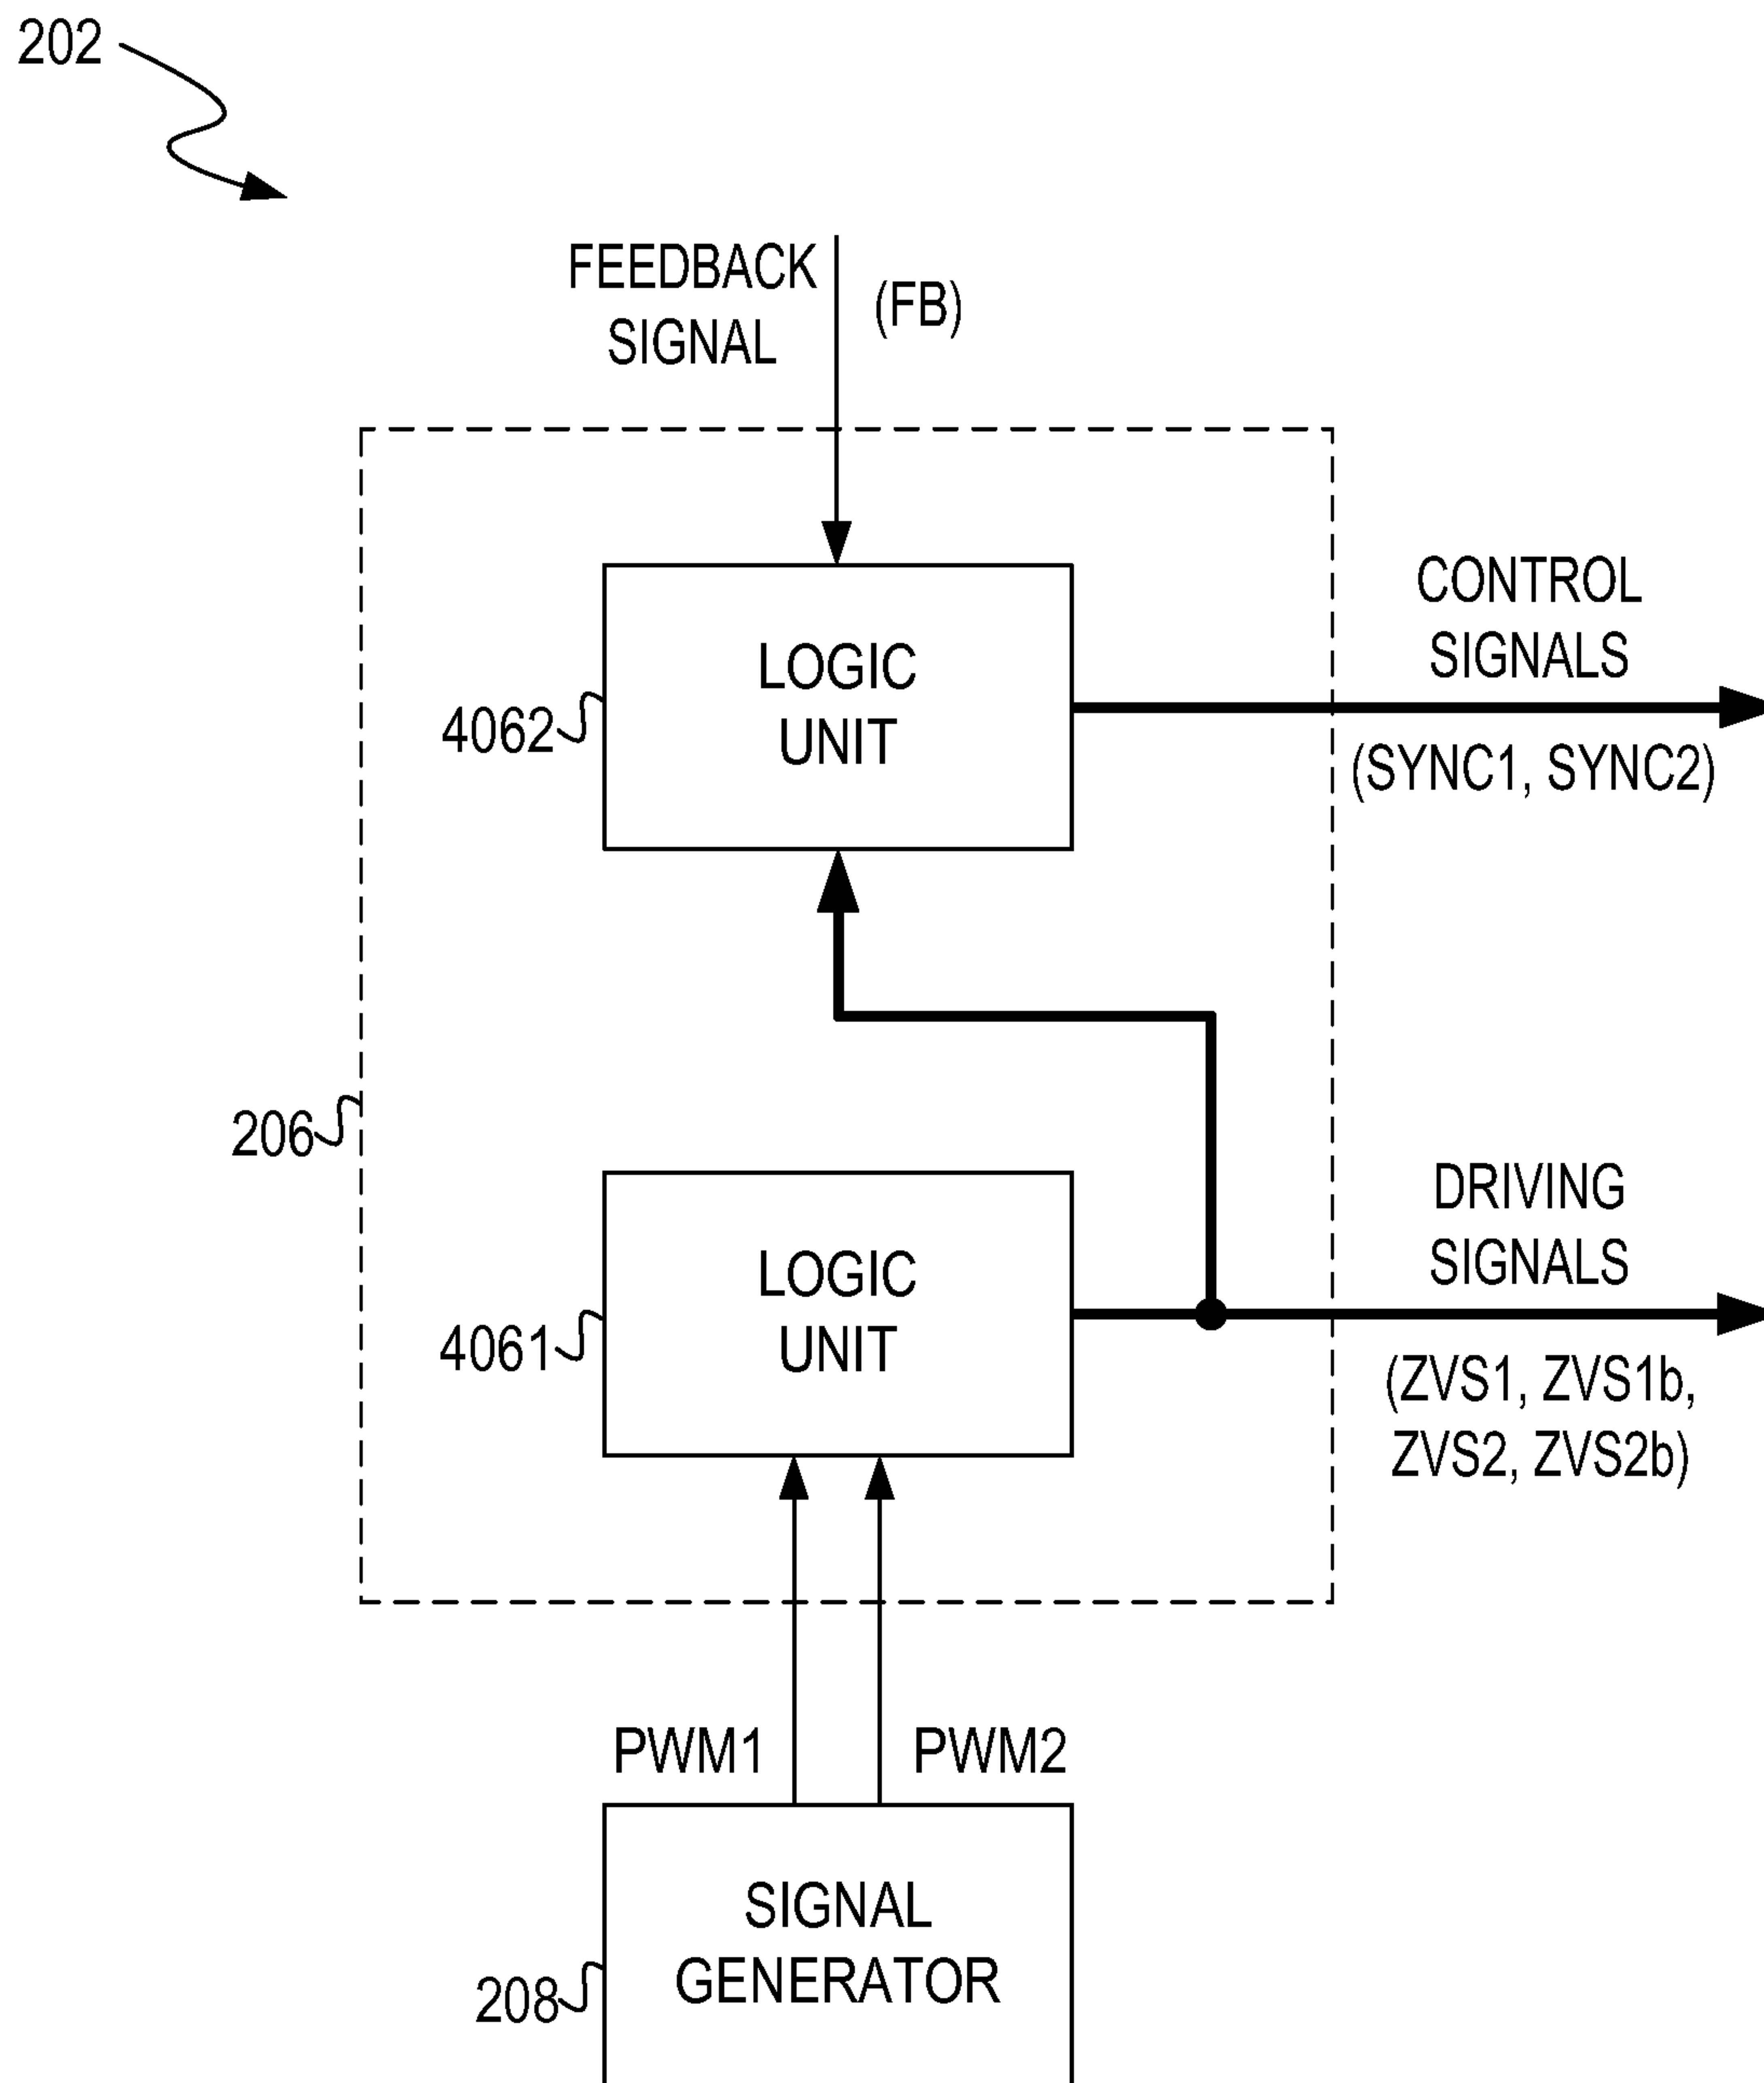 202
FEEDBACK
SIGNAL
(FB)
LOGIC
UNIT
4062
CONTROL
SIGNALS
(SYNC1, SYNC2)
206
LOGIC
UNIT
4061
DRIVING
SIGNALS
(ZVS1, ZVS1b,
ZVS2, ZVS2b)
PWM1
PWM2
SIGNAL
GENERATOR
208